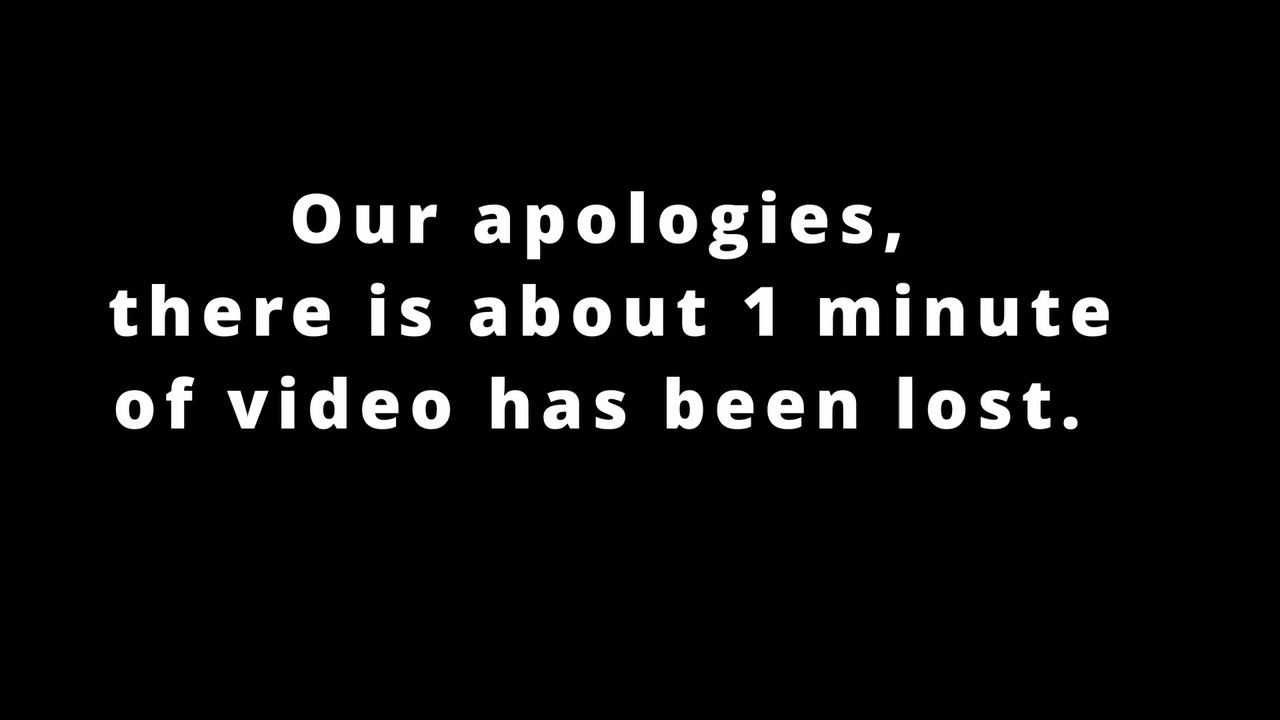 Our apologies,
there is about 1 minute
of video has been lost.